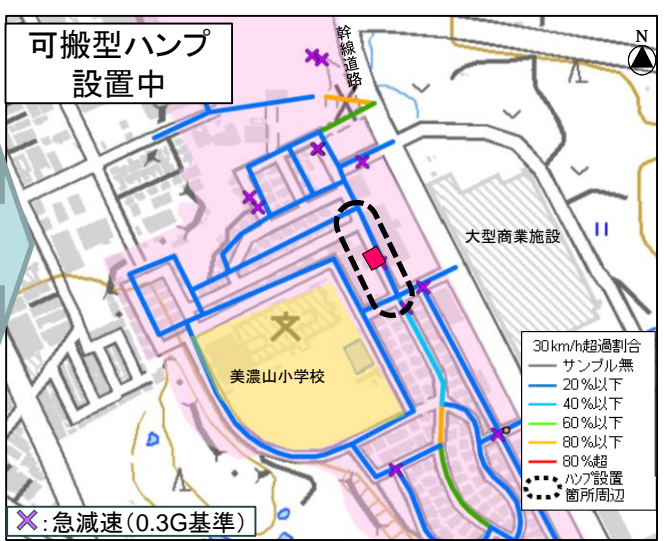 可搬型ハンプ
設置中
幹線道路
N
大型商業施設
美濃山小学校
30km/h超過割合
サンプル無
20%以下
40%以下
60%以下
80%以下
80%超
ハンプ設置
箇所周辺
×:急減速(0.3G基準)